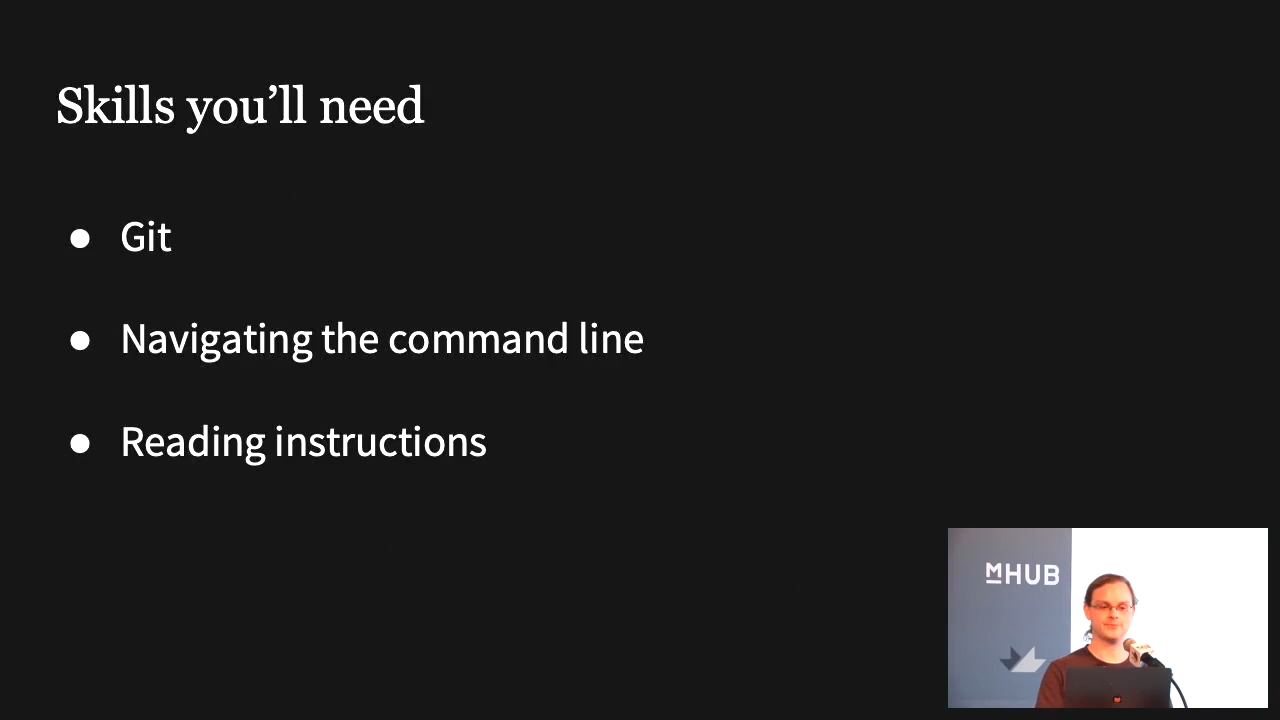 Skills you’ll need
● Git
● Navigating the command line
● Reading instructions
MHUB